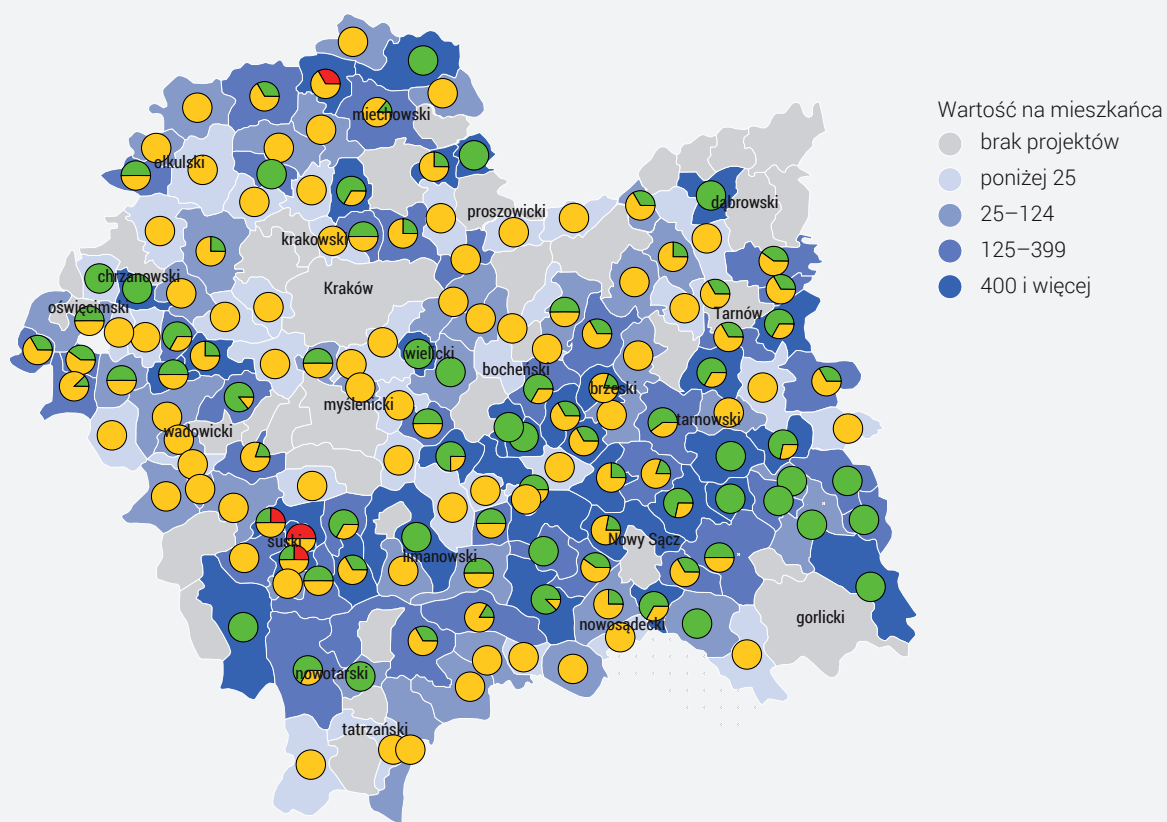 Wartość na mieszkańca
brak projektów
poniżej 25
25–124
125–399
400 i więcej
miechowski
olkulski
proszowicki
dąbrowski
krakowski
chrzanowski
Kraków
oświęcimski
Tarnów
wielicki
bocheński
brzeski
myślenicki
tarnowski
wadowicki
suski
Nowy Sącz
limanowski
gorlicki
nowosądecki
nowotarski
tatrzański